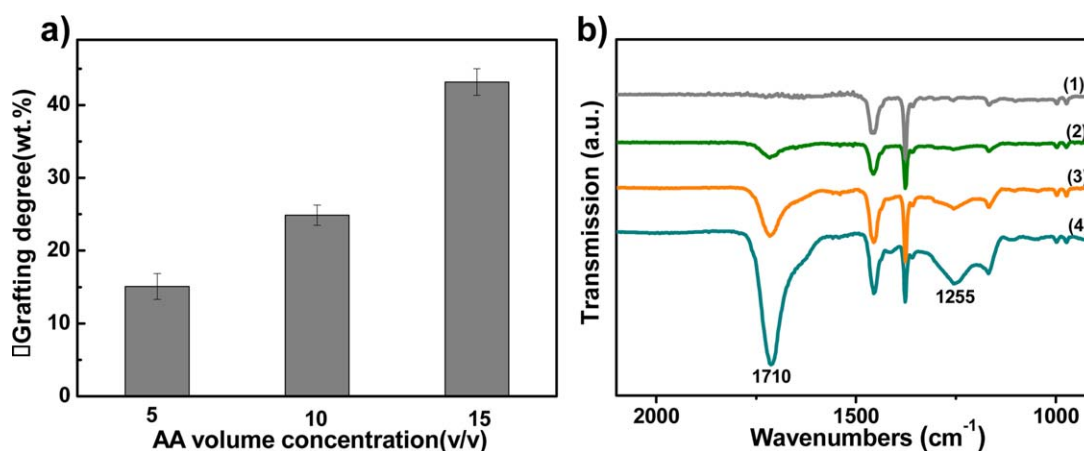 a)
□Grafting degree(wt.%)
40
30
20
10
0
5 10 15
AA volume concentration(v/v)
b)
Transmission (a.u.)
(1)
(2)
(3)
(4
1710
1255
2000 1500 1000
Wavenumbers (cm⁻¹)